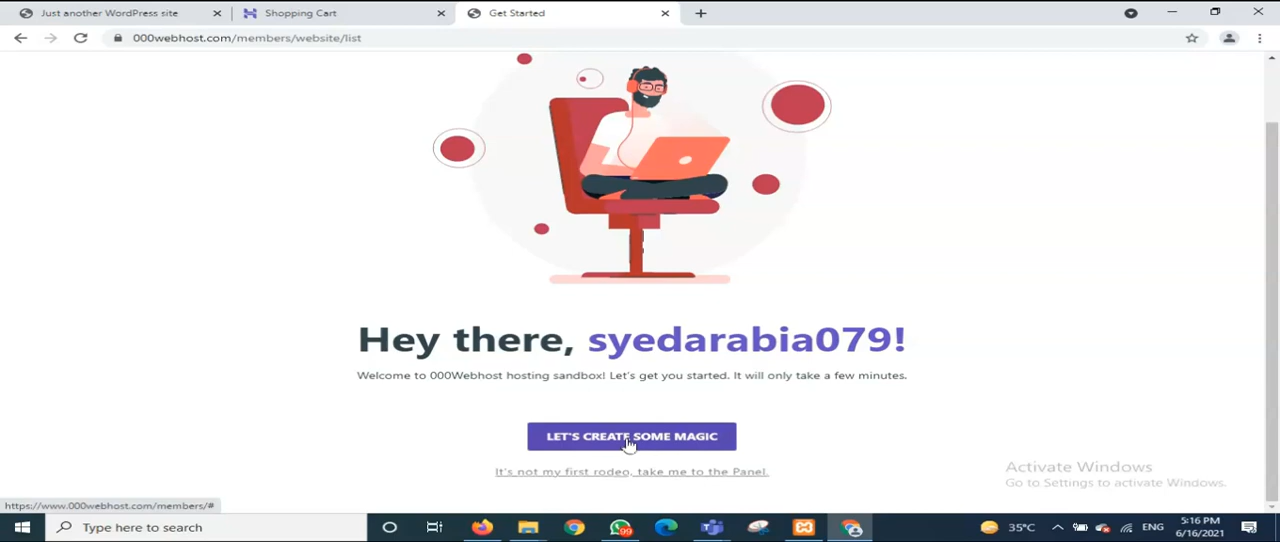 Just another WordPress site
Shopping Cart
Get Started
000webhost.com/members/website/list
Hey there, syedarabia079!
Welcome to 000Webhost hosting sandbox! Let's get you started. It will only take a few minutes.
LET'S CREATE SOME MAGIC
It's not my first rodeo, take me to the Panel.
Activate Windows
Go to Settings to activate Windows.
https://www.000webhost.com/members/#
Type here to search
99
35°C
ENG
5:16 PM
6/16/2021